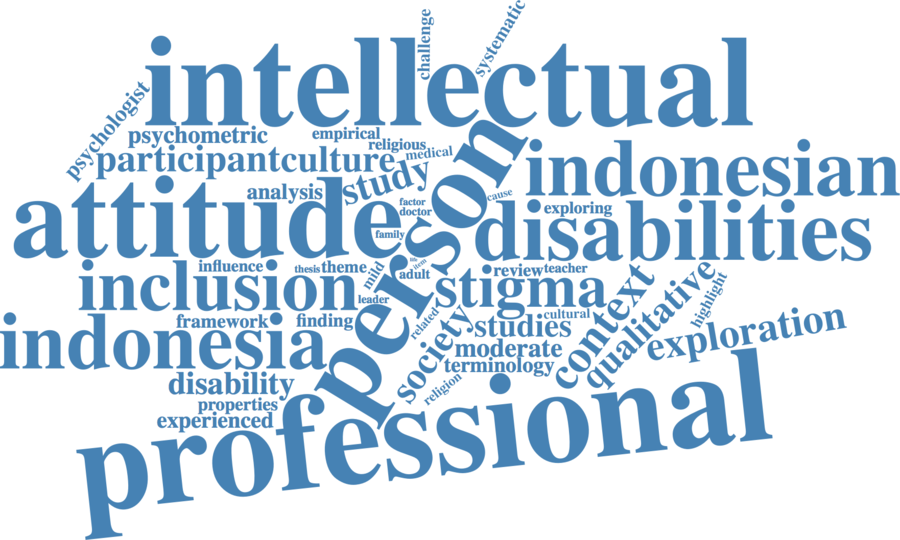 challenge
systematic
intellectual
psychologist
psychometric
empirical
religious
medical
participant
culture
study
person
indonesian
analysis
cause
attitude
factor
doctor
exploring
disabilities
family
influence
thesis
theme
mild
life
item
adult
review
teacher
inclusion
leader
stigma
context
qualitative
highlight
framework
finding
related
cultural
indonesia
society
studies
exploration
moderate
terminology
disability
religion
properties
experienced
professional